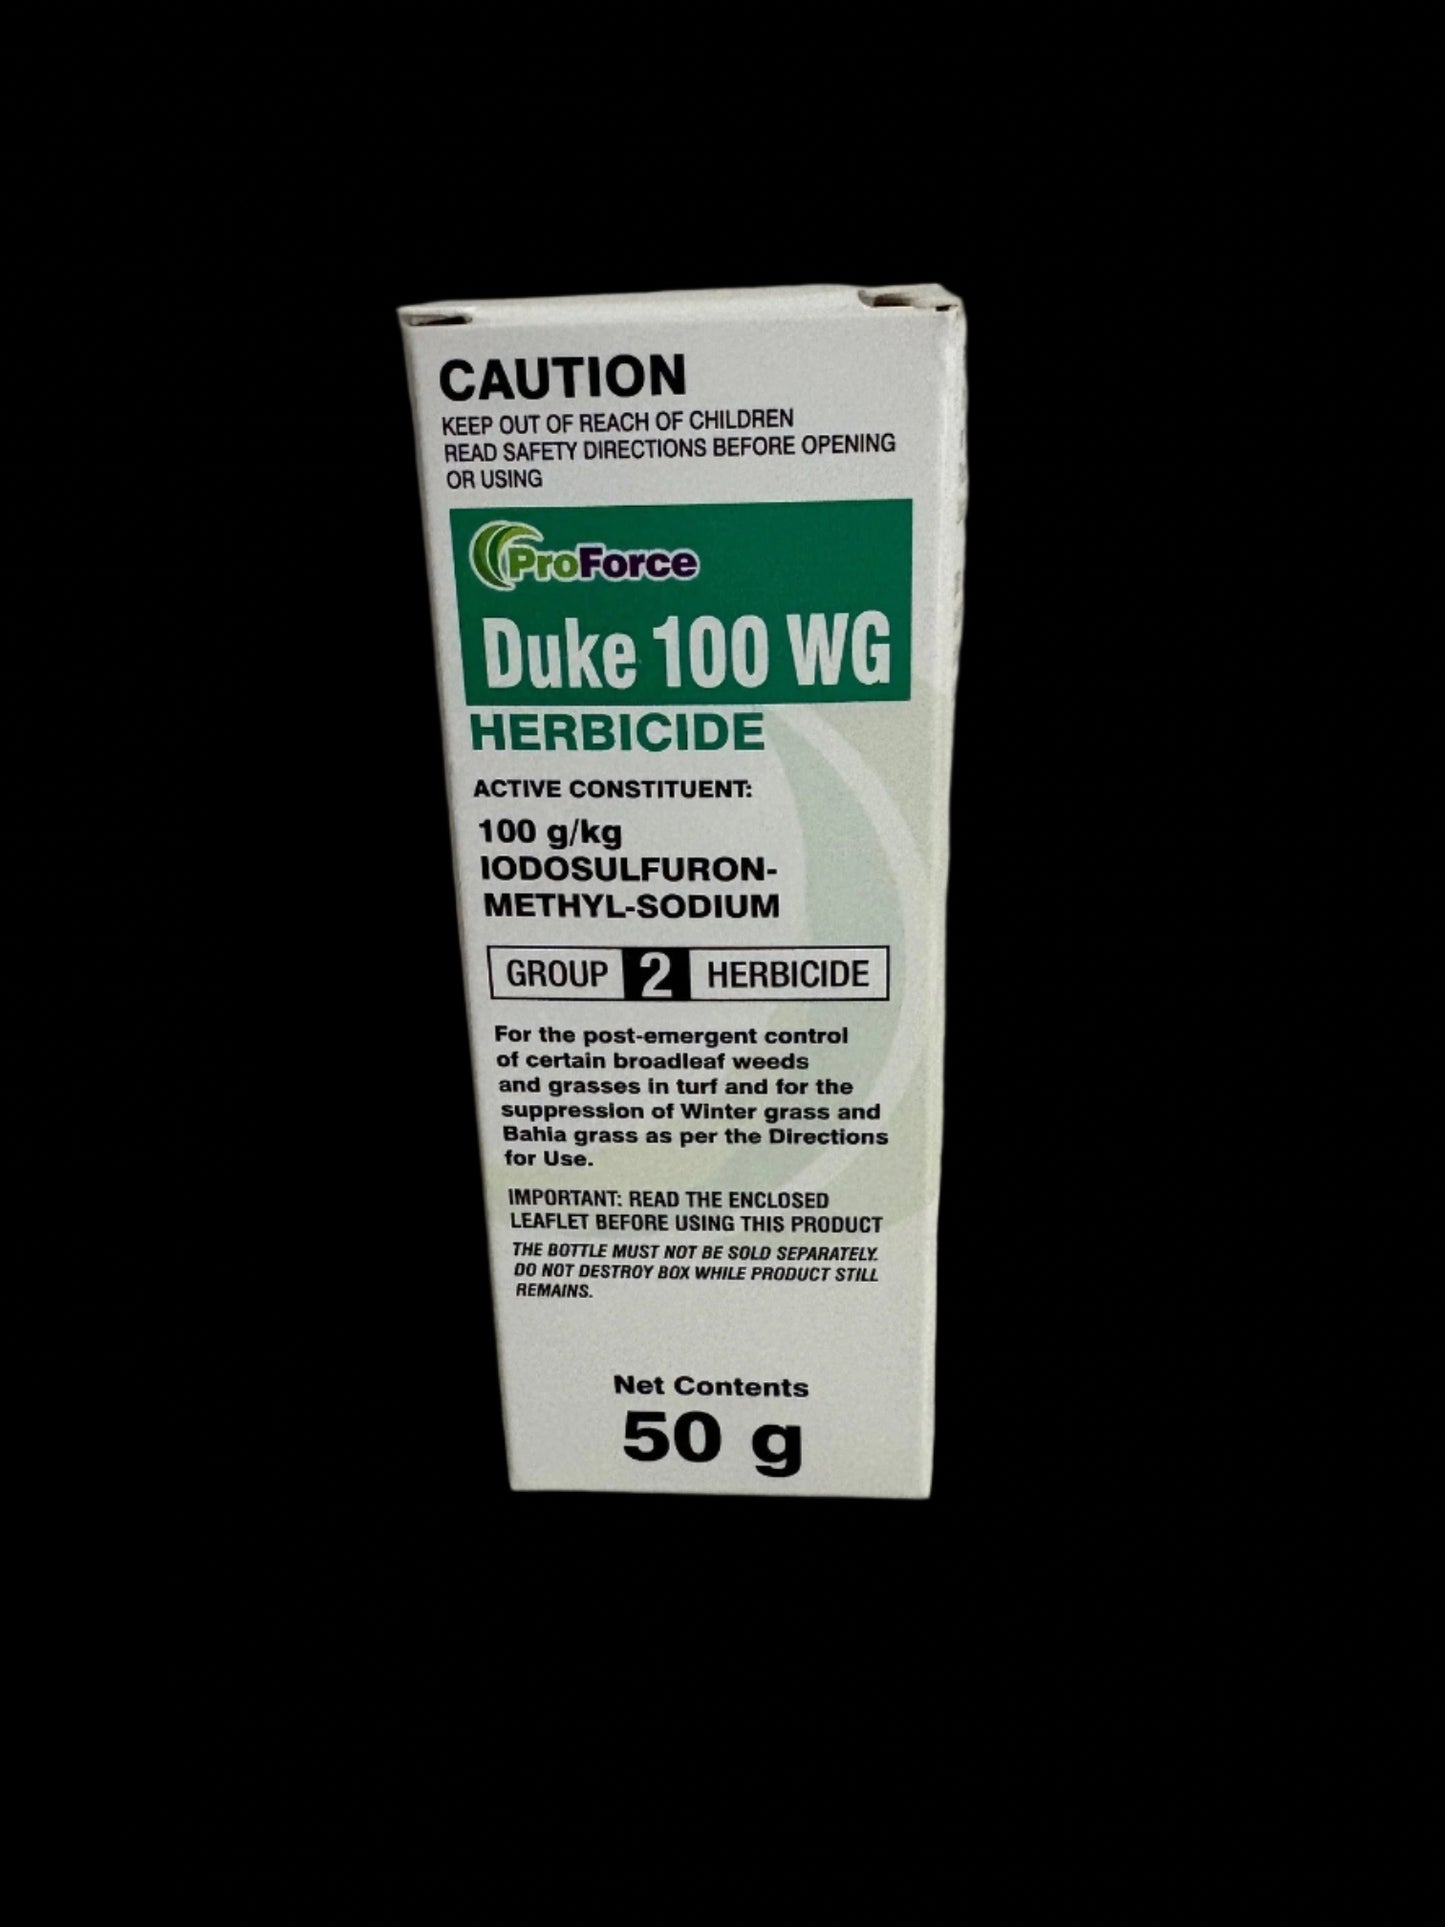 CAUTION
KEEP OUT OF REACH OF CHILDREN
READ SAFETY DIRECTIONS BEFORE OPENING
OR USING
ProForce
Duke 100 WG
HERBICIDE
ACTIVE CONSTITUENT:
100 g/kg
IODOSULFURON-
METHYL-SODIUM
GROUP 2 HERBICIDE
For the post-emergent control
of certain broadleaf weeds
and grasses in turf and for the
suppression of Winter grass and
Bahia grass as per the Directions
for Use.
IMPORTANT: READ THE ENCLOSED
LEAFLET BEFORE USING THIS PRODUCT
THE BOTTLE MUST NOT BE SOLD SEPARATELY.
DO NOT DESTROY BOX WHILE PRODUCT STILL
REMAINS.
Net Contents
50 g